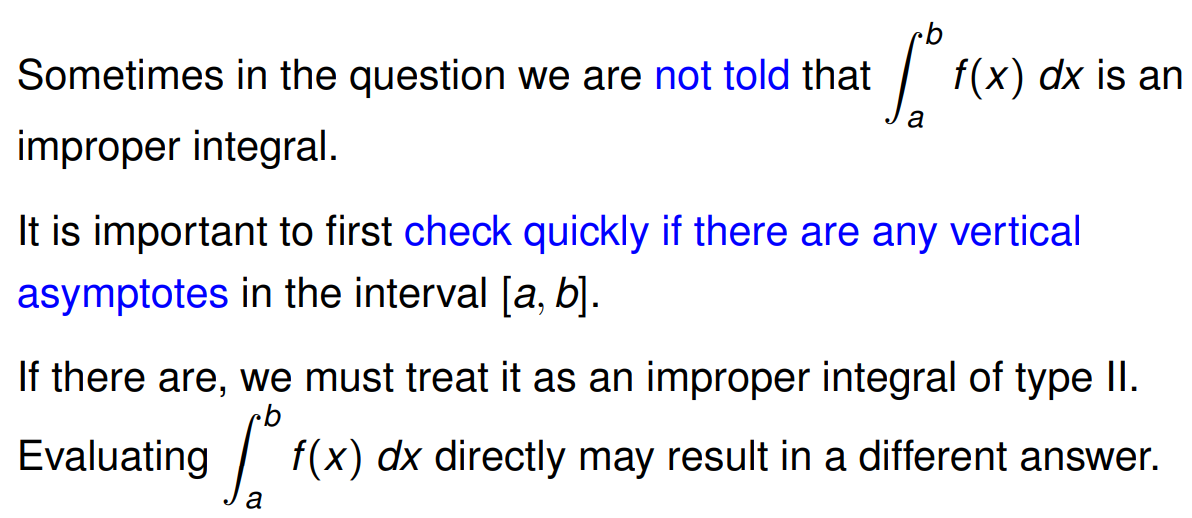 Sometimes in the question we are not told that ∫_a^b f(x) dx is an
improper integral.
It is important to first check quickly if there are any vertical
asymptotes in the interval [a, b].
If there are, we must treat it as an improper integral of type II.
Evaluating ∫_a^b f(x) dx directly may result in a different answer.